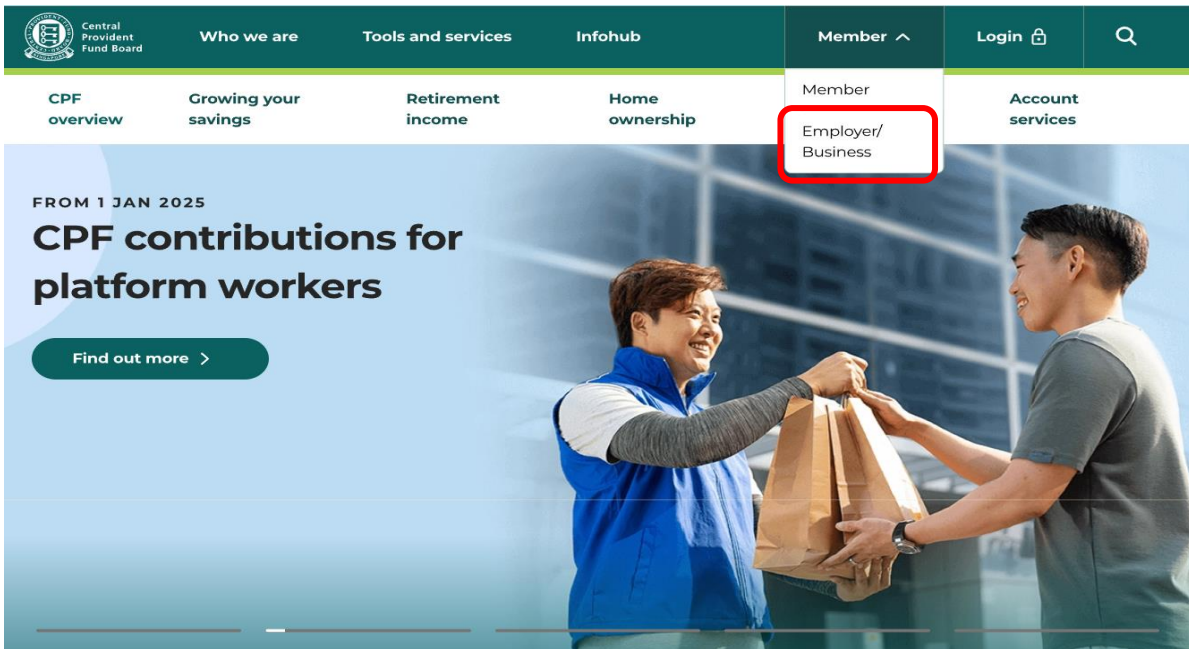 Central
Provident
Fund Board
Who we are
Tools and services
Infohub
Member
Login
CPF
overview
Growing your
savings
Retirement
income
Home
ownership
Member
Employer/
Business
Account
services
FROM 1 JAN 2025
CPF contributions for
platform workers
Find out more